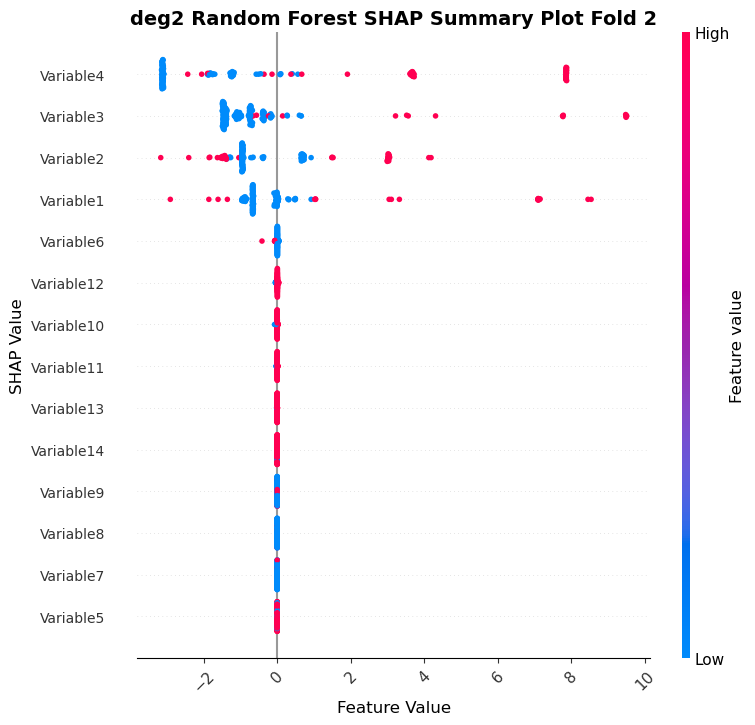 deg2 Random Forest SHAP Summary Plot Fold 2
High
Variable4
Variable3
Variable2
Variable1
Variable6
Variable12
Variable10
Variable11
Variable13
Variable14
Variable9
Variable8
Variable7
Variable5
SHAP Value
Feature value
Low
−2 0 2 4 6 8 10
Feature Value